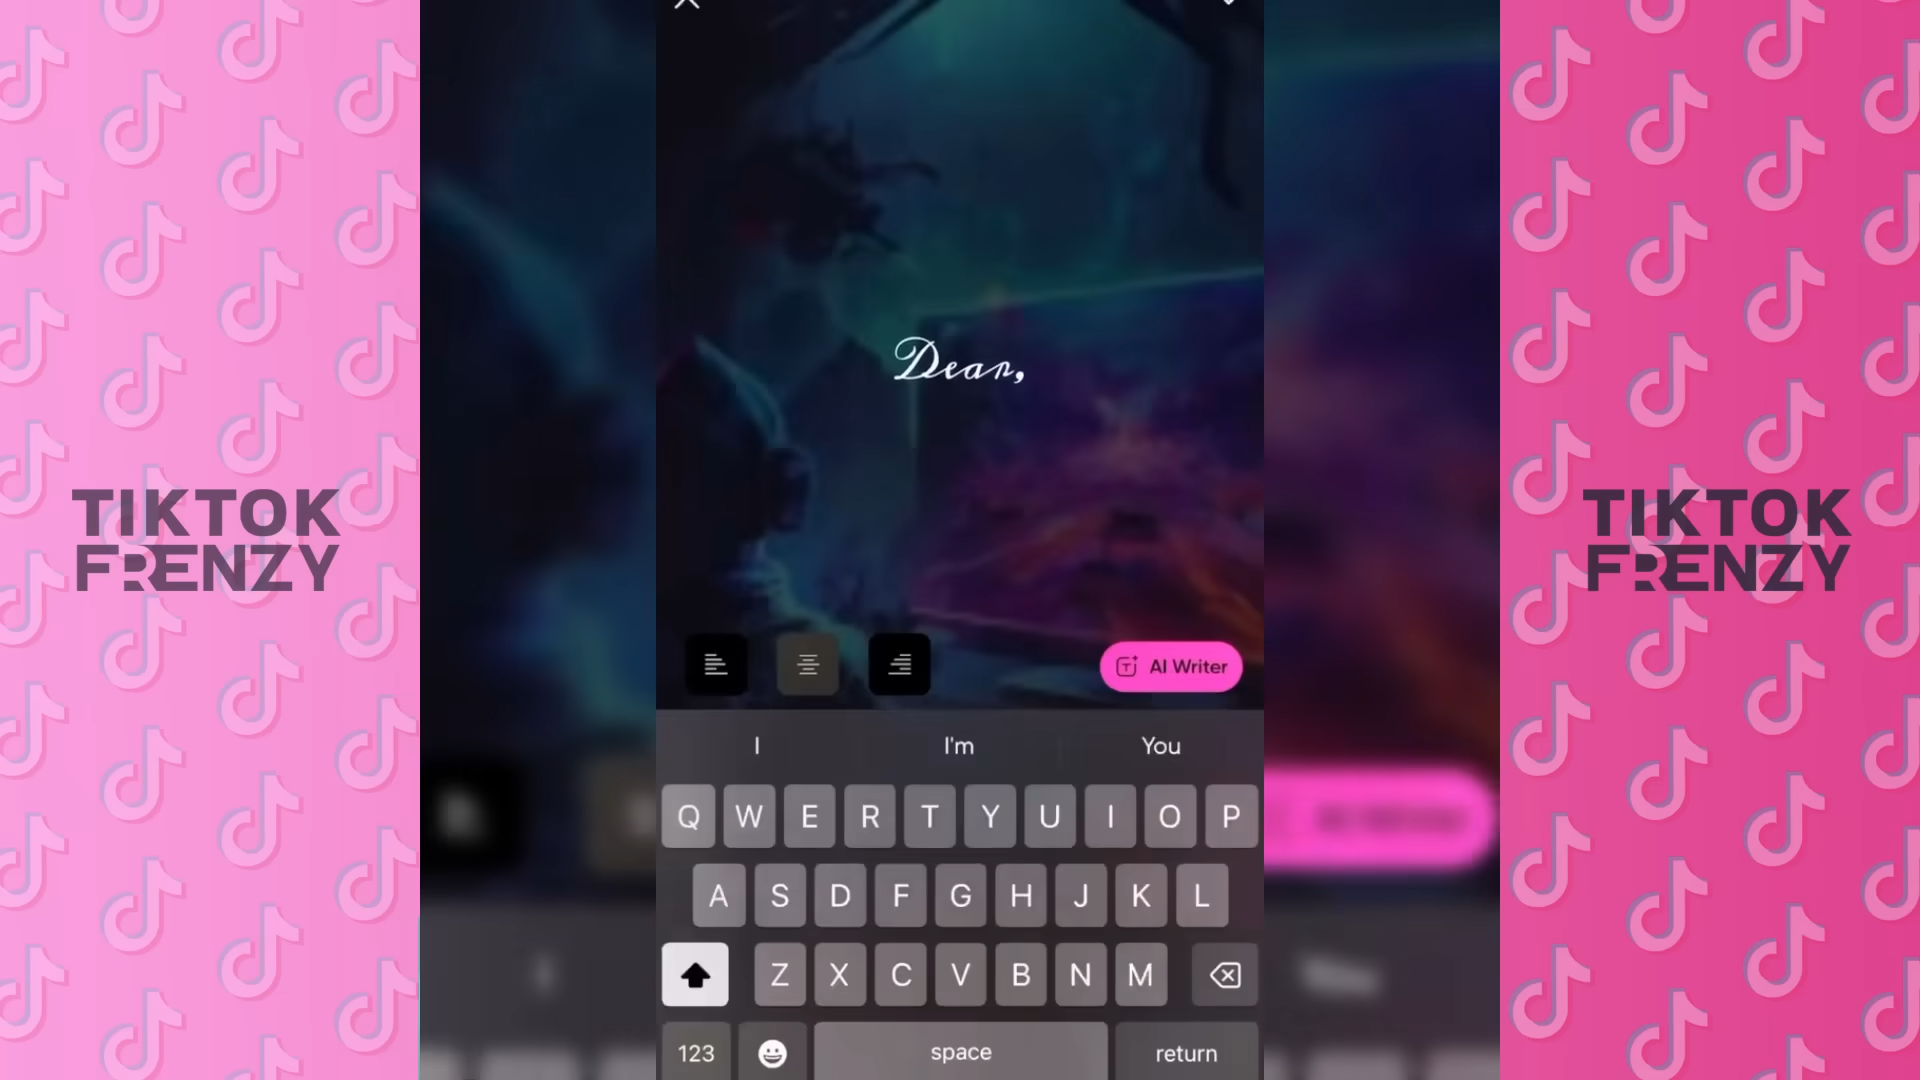 TIKTOK
FRENZY
Dear,
AI Writer
I I'm You
Q W E R T Y U I O P
A S D F G H J K L
Z X C V B N M
123 space return
TIKTOK
FRENZY